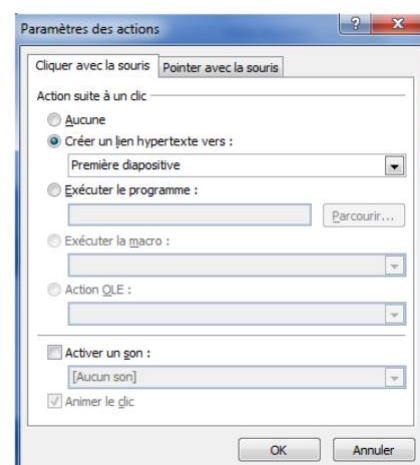 Paramètres des actions
Cliquer avec la souris
Pointer avec la souris
Action suite à un clic
Aucune
Créer un lien hypertexte vers :
Première diapositive
Exécuter le programme :
Parcourir...
Exécuter la macro :
Action OLE :
Activer un son :
[Aucun son]
Animer le clic
OK
Annuler